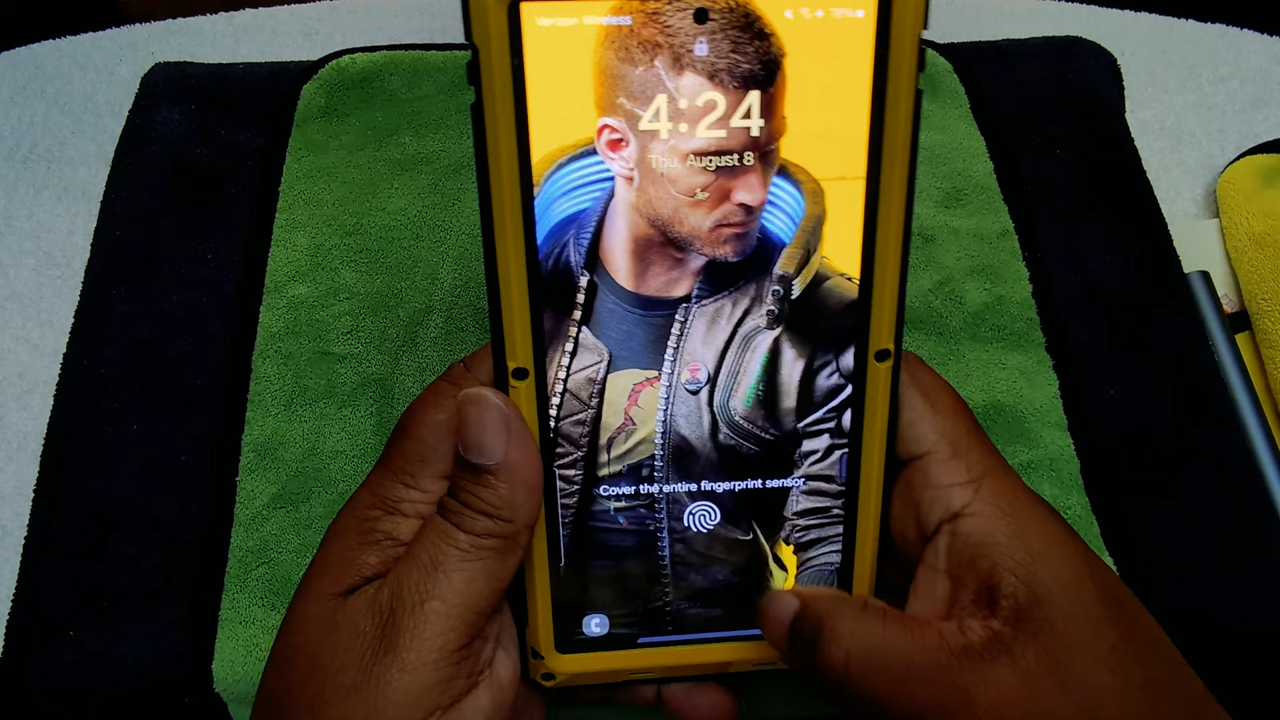 Verizon Wireless
4:24
Thu, August 8
Cover the entire fingerprint sensor